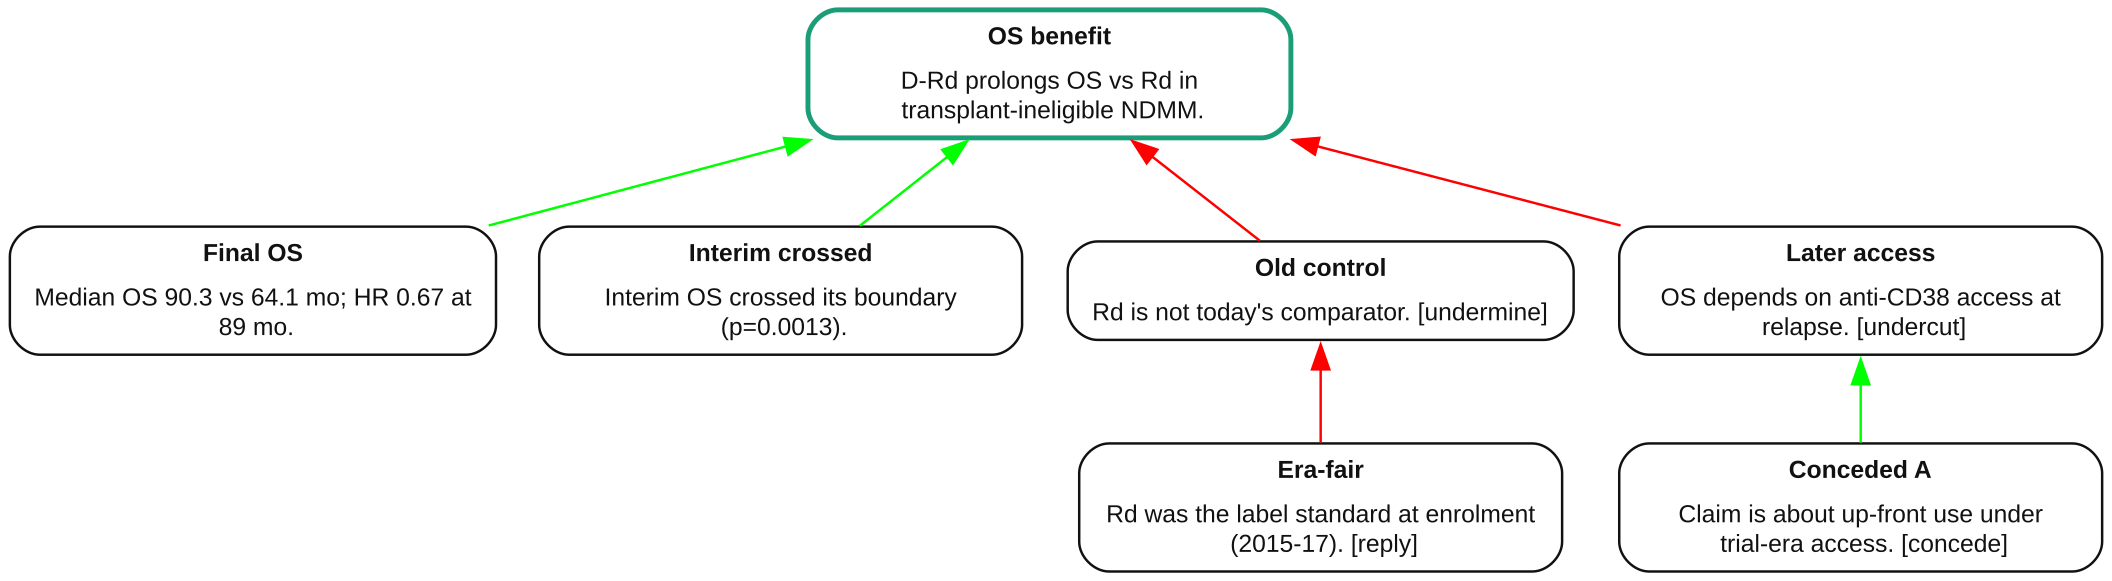 OS benefit
D-Rd prolongs OS vs Rd in
transplant-ineligible NDMM.
Final OS
Median OS 90.3 vs 64.1 mo; HR 0.67 at
89 mo.
Interim crossed
Interim OS crossed its boundary
(p=0.0013).
Old control
Rd is not today's comparator. [undermine]
Later access
OS depends on anti-CD38 access at
relapse. [undercut]
Era-fair
Rd was the label standard at enrolment
(2015-17). [reply]
Conceded A
Claim is about up-front use under
trial-era access. [concede]